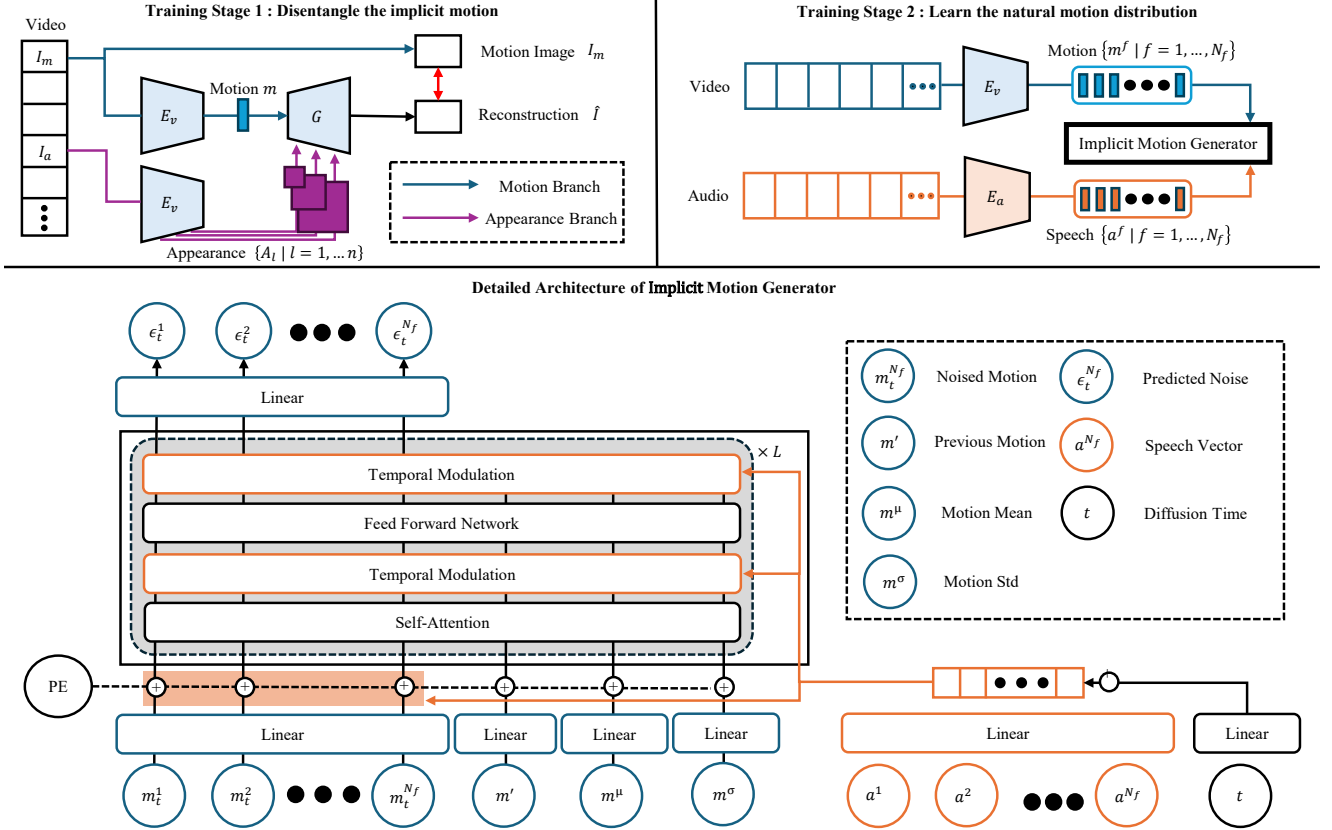 Training Stage 1 : Disentangle the implicit motion
Video
I_m
I_a
E_v
Motion m
G
E_v
Appearance {A_l | l = 1, … n}
Motion Image I_m
Reconstruction Î
Motion Branch
Appearance Branch
Training Stage 2 : Learn the natural motion distribution
Video
E_v
Motion {m^f | f = 1, …, N_f}
Implicit Motion Generator
Audio
E_a
Speech {a^f | f = 1, …, N_f}
Detailed Architecture of Implicit Motion Generator
ϵ_t^1 ϵ_t^2 ϵ_t^{N_f}
Linear
× L
Temporal Modulation
Feed Forward Network
Temporal Modulation
Self-Attention
PE + + + + + +
Linear Linear Linear Linear
m_t^1 m_t^2 m_t^{N_f} m′ m^μ m^σ
+
Linear Linear
a^1 a^2 a^{N_f} t
m_t^{N_f} Noised Motion ϵ_t^{N_f} Predicted Noise
m′ Previous Motion a^{N_f} Speech Vector
m^μ Motion Mean t Diffusion Time
m^σ Motion Std